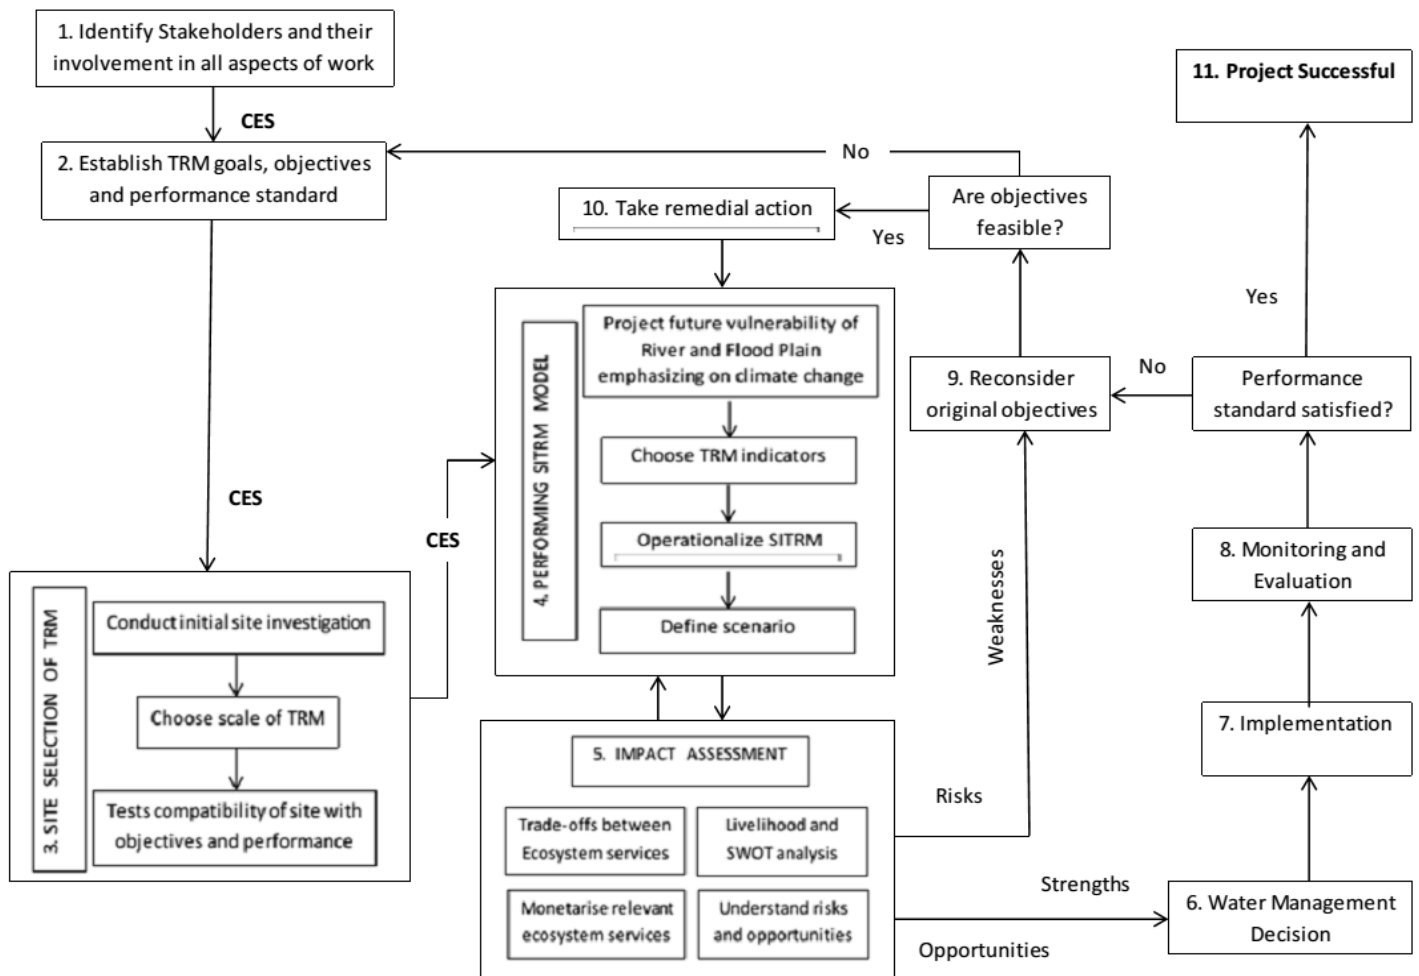 1. Identify Stakeholders and their
involvement in all aspects of work
CES
2. Establish TRM goals, objectives
and performance standard
CES
3. SITE SELECTION OF TRM
Conduct initial site investigation
Choose scale of TRM
Tests compatibility of site with
objectives and performance
CES
10. Take remedial action
4. PERFORMING SITRM MODEL
Project future vulnerability of
River and Flood Plain
emphasizing on climate change
Choose TRM indicators
Operationalize SITRM
Define scenario
5. IMPACT ASSESSMENT
Trade-offs between
Ecosystem services
Livelihood and
SWOT analysis
Monetarise relevant
ecosystem services
Understand risks
and opportunities
Risks
Weaknesses
Strengths
Opportunities
6. Water Management
Decision
7. Implementation
8. Monitoring and
Evaluation
Performance
standard satisfied?
No
Yes
9. Reconsider
original objectives
Are objectives
feasible?
Yes
No
11. Project Successful